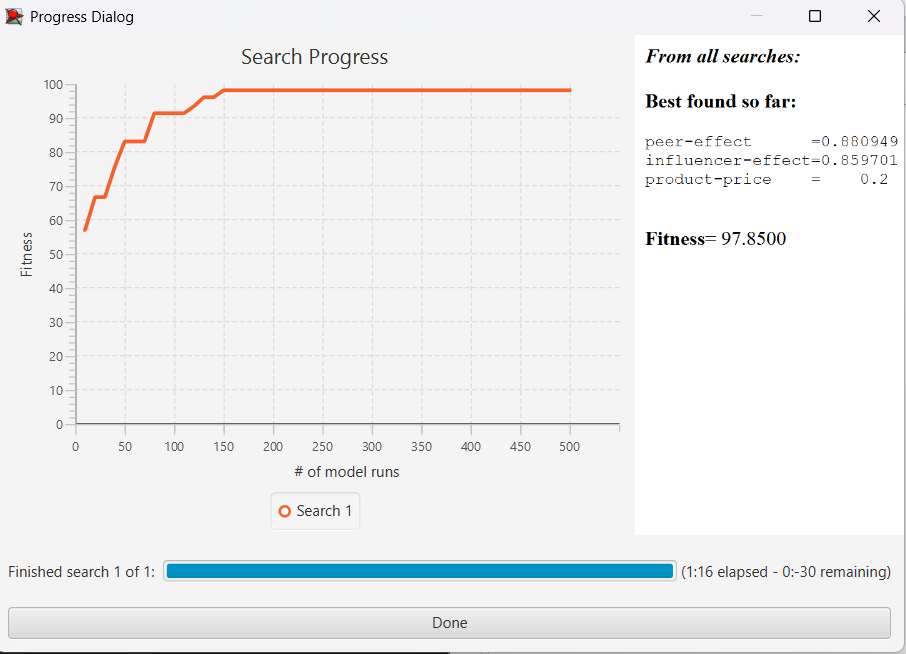 Progress Dialog
Search Progress
Fitness
100
90
80
70
60
50
40
30
20
10
0
0 50 100 150 200 250 300 350 400 450 500
# of model runs
Search 1
From all searches:
Best found so far:
peer-effect      =0.880949
influencer-effect=0.859701
product-price    =    0.2
Fitness= 97.8500
Finished search 1 of 1: (1:16 elapsed - 0:-30 remaining)
Done